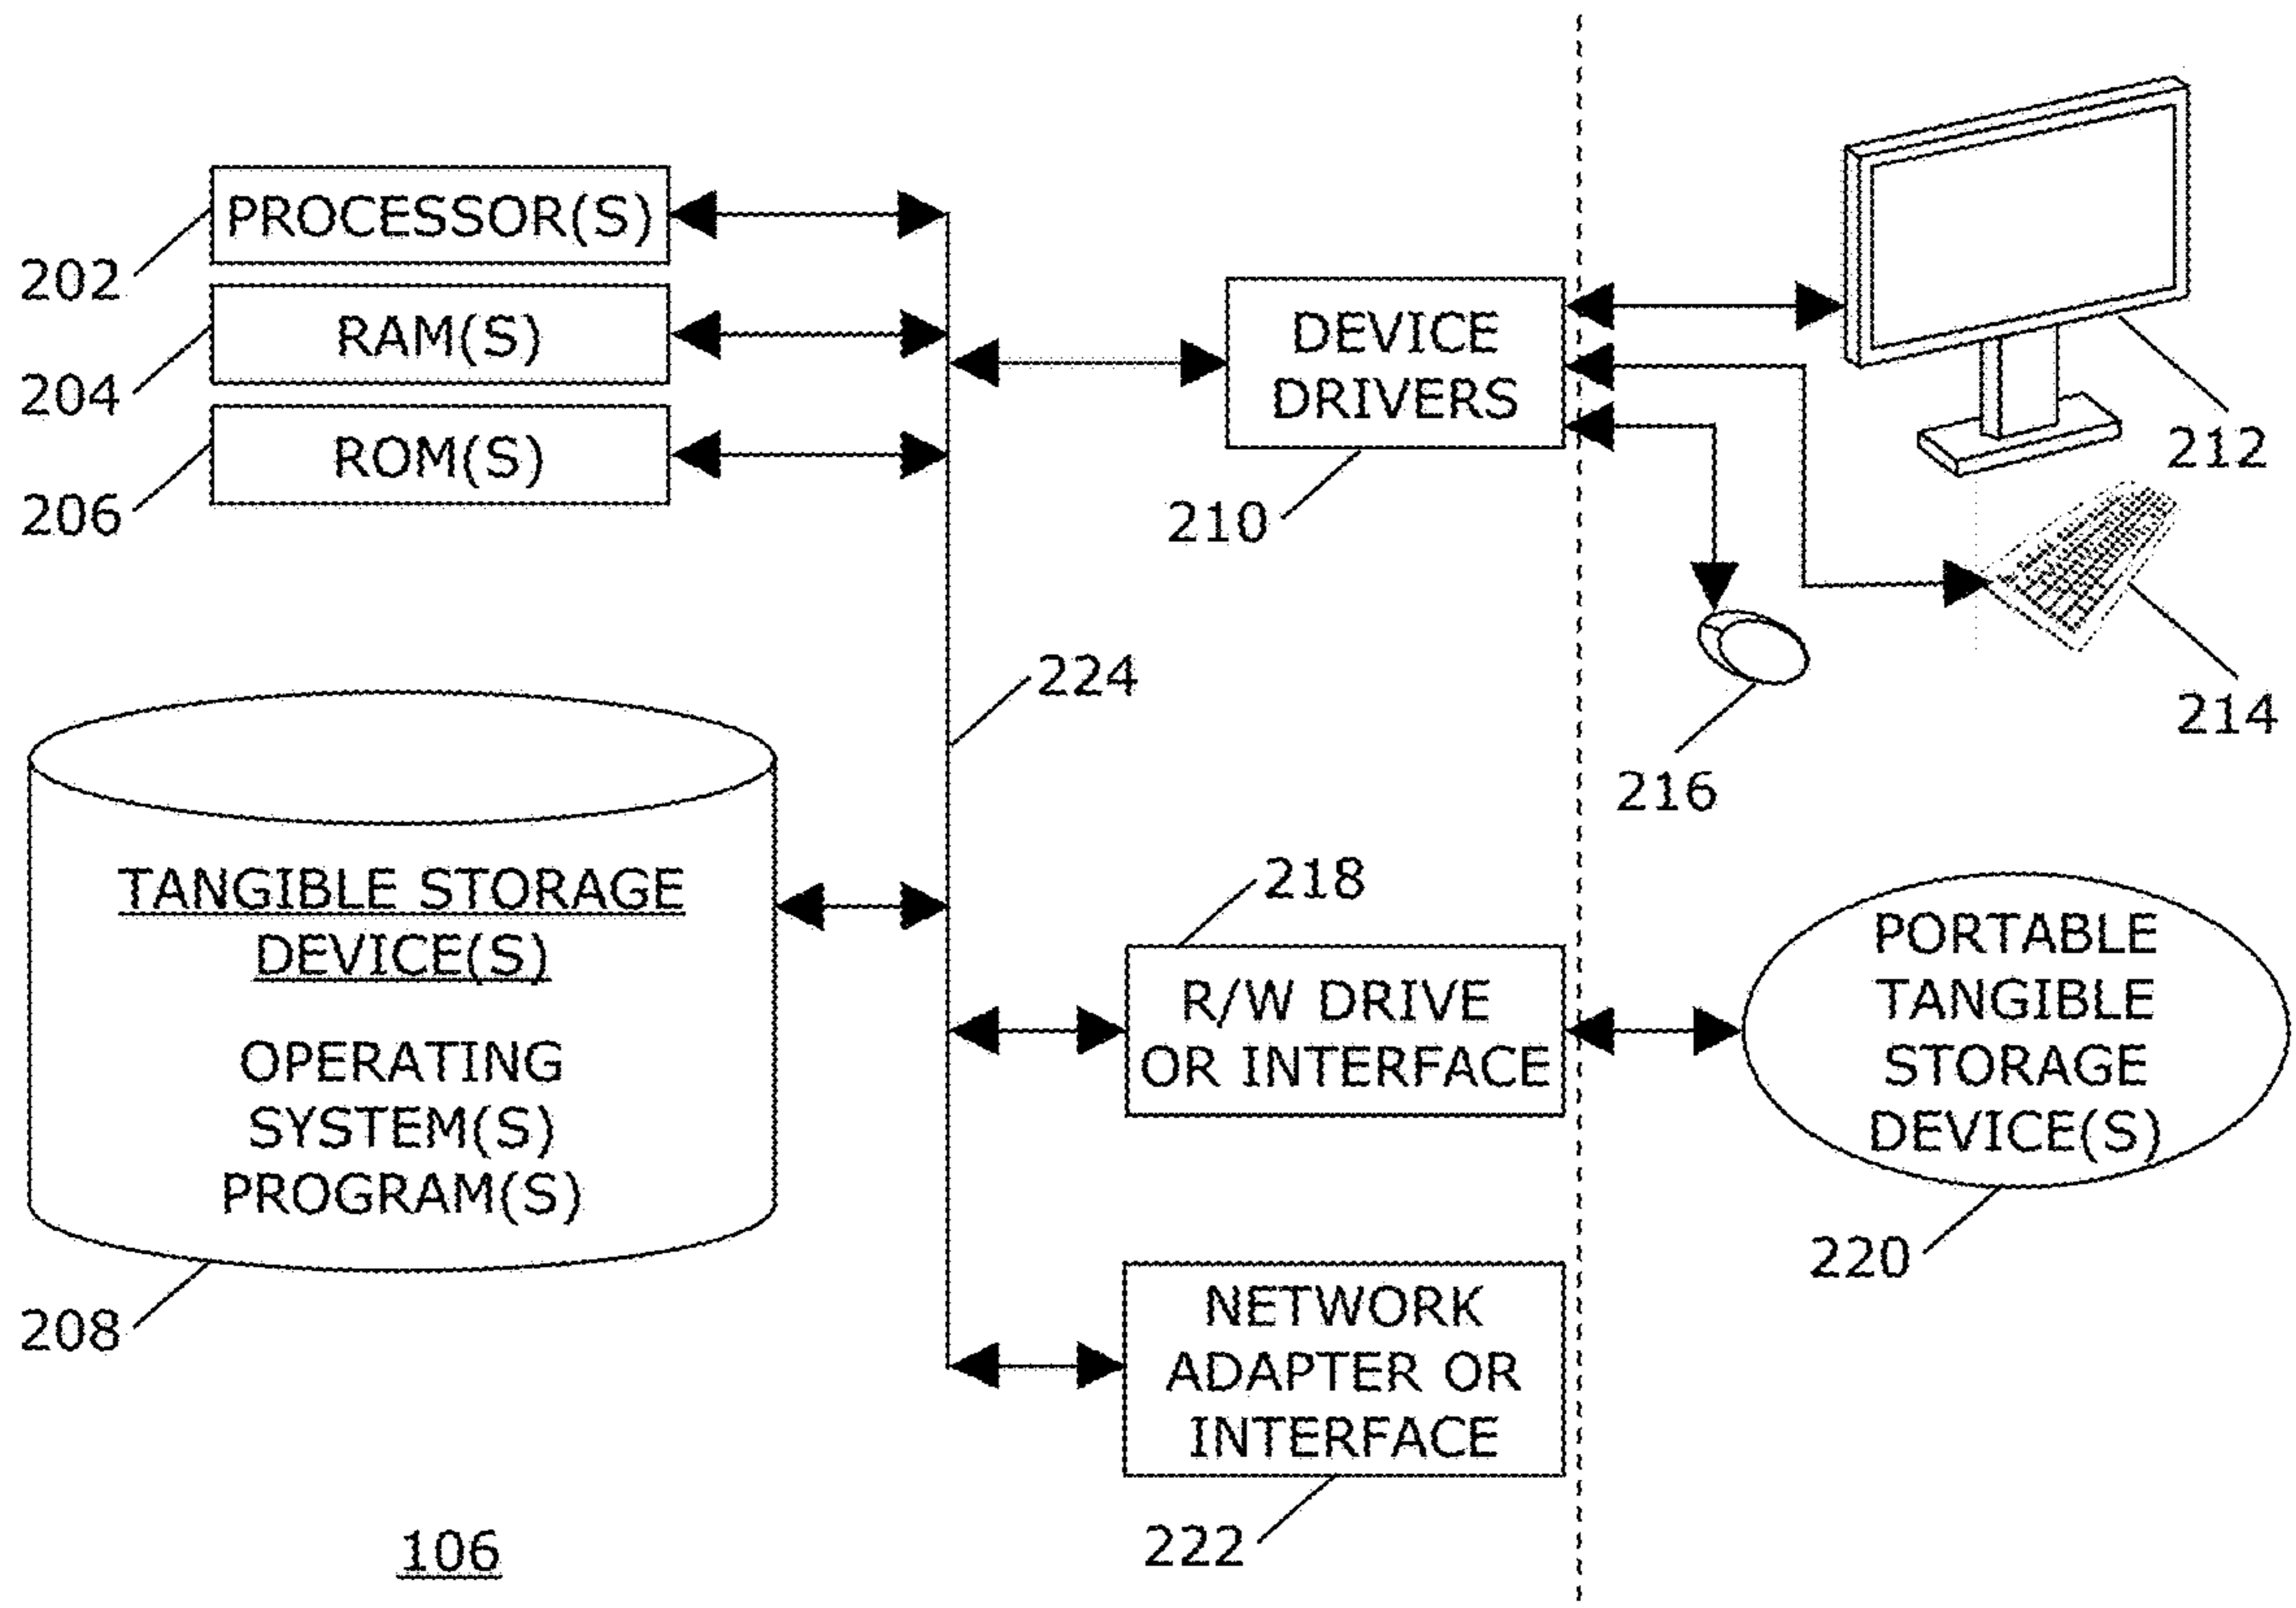 PROCESSOR(S)
202
RAM(S)
204
ROM(S)
206
DEVICE
DRIVERS
210
212
214
216
224
TANGIBLE STORAGE
DEVICE(S)
OPERATING
SYSTEM(S)
PROGRAM(S)
208
218
R/W DRIVE
OR INTERFACE
PORTABLE
TANGIBLE
STORAGE
DEVICE(S)
220
NETWORK
ADAPTER OR
INTERFACE
222
106